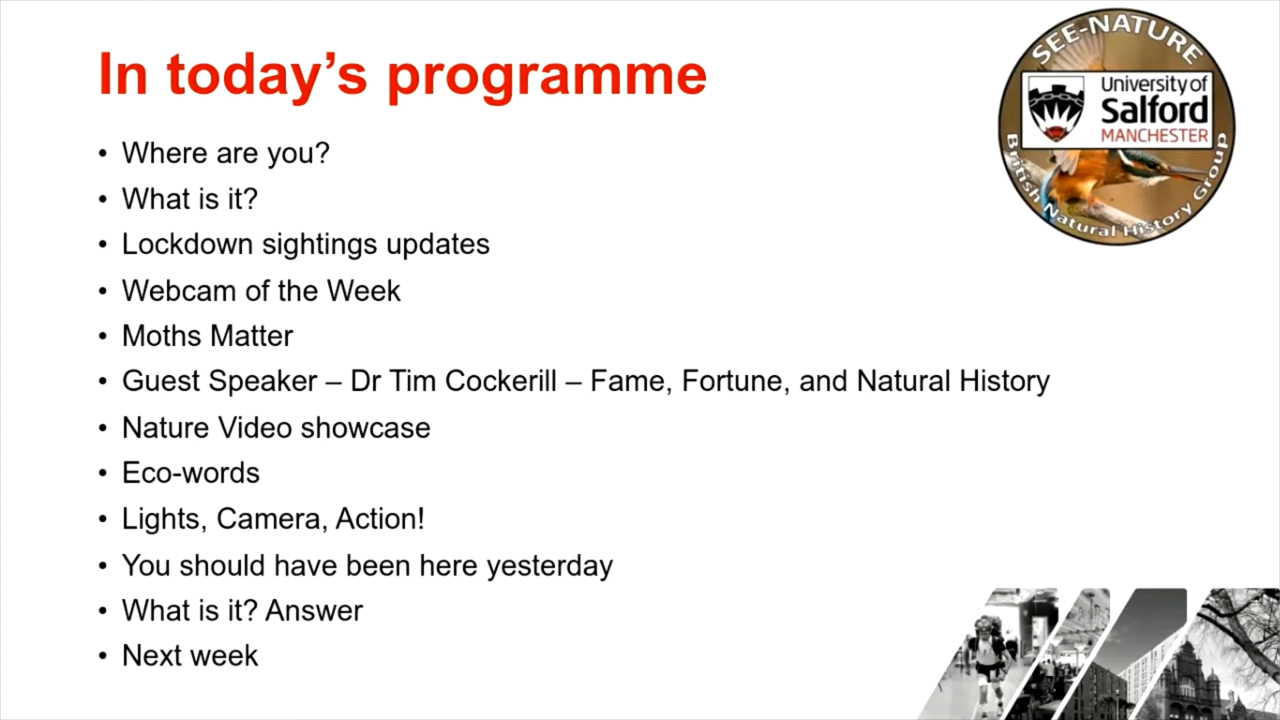 In today's programme
• Where are you?
• What is it?
• Lockdown sightings updates
• Webcam of the Week
• Moths Matter
• Guest Speaker – Dr Tim Cockerill – Fame, Fortune, and Natural History
• Nature Video showcase
• Eco-words
• Lights, Camera, Action!
• You should have been here yesterday
• What is it? Answer
• Next week
SEE-NATURE
University of
Salford
MANCHESTER
British Natural History Group